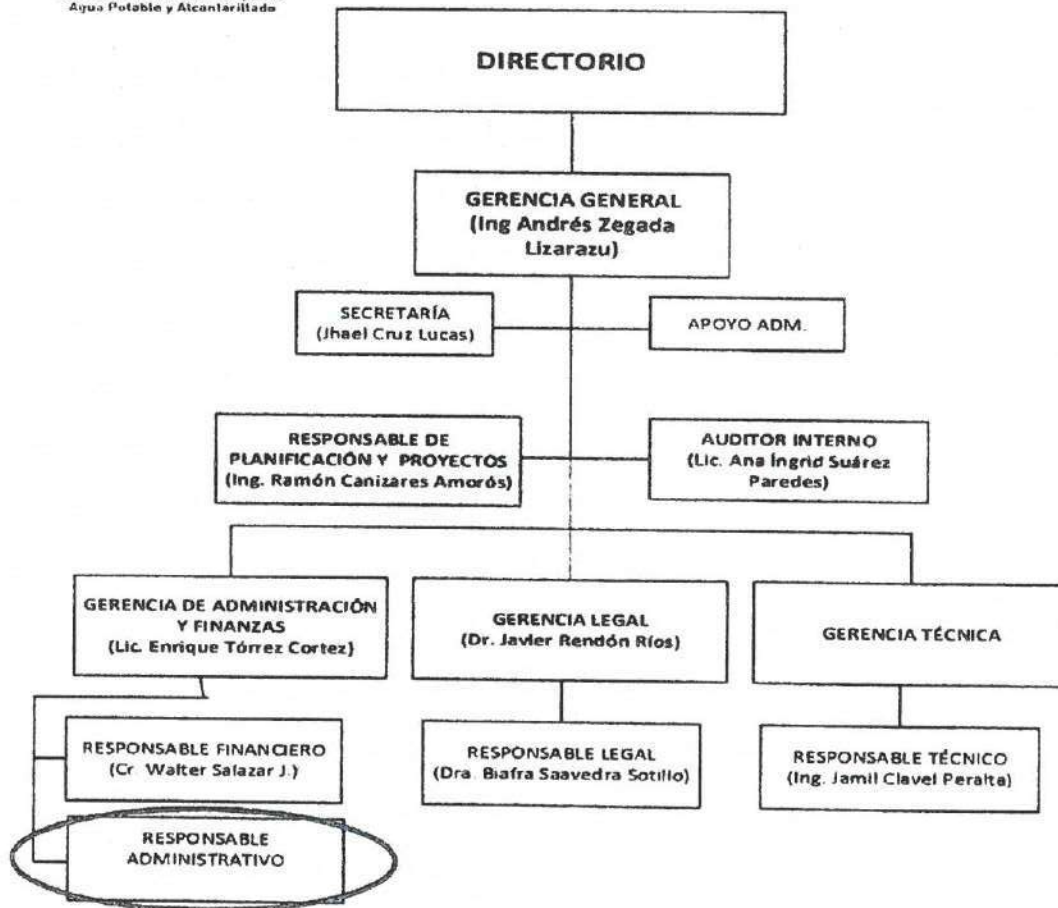 Agua Potable y Alcantarillado
DIRECTORIO
GERENCIA GENERAL
(Ing Andrés Zegada
Lizarazu)
SECRETARÍA
(Jhael Cruz Lucas)
APOYO ADM.
RESPONSABLE DE
PLANIFICACIÓN Y PROYECTOS
(Ing. Ramón Canizares Amorós)
AUDITOR INTERNO
(Lic. Ana Íngrid Suárez
Paredes)
GERENCIA DE ADMINISTRACIÓN
Y FINANZAS
(Lic. Enrique Tórrez Cortez)
GERENCIA LEGAL
(Dr. Javier Rendón Ríos)
GERENCIA TÉCNICA
RESPONSABLE FINANCIERO
(Cr. Walter Salazar J.)
RESPONSABLE LEGAL
(Dra. Biafra Saavedra Sotillo)
RESPONSABLE TÉCNICO
(Ing. Jamil Clavel Peralta)
RESPONSABLE
ADMINISTRATIVO